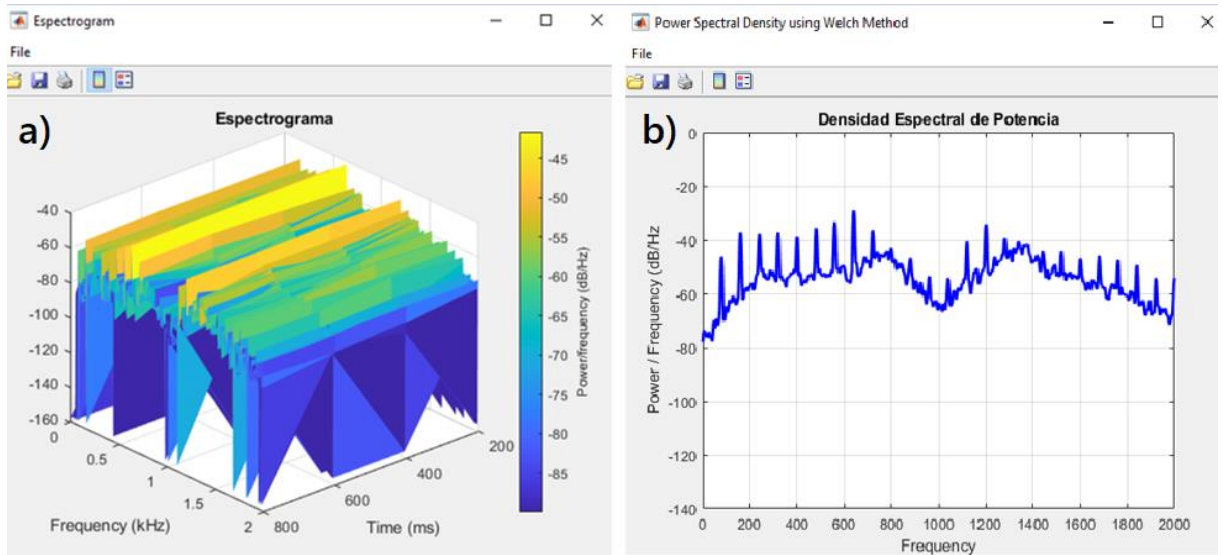 Espectrogram
File
a)
Espectrograma
-40
-60
-80
-100
-120
-140
-160
0
0.5
1
1.5
2
Frequency (kHz)
800
600
400
200
Time (ms)
-45
-50
-55
-60
-65
-70
-75
-80
-85
Power/frequency (dB/Hz)
Power Spectral Density using Welch Method
File
b)
Densidad Espectral de Potencia
0
-20
-40
-60
-80
-100
-120
-140
Power / Frequency (dB/Hz)
0 200 400 600 800 1000 1200 1400 1600 1800 2000
Frequency